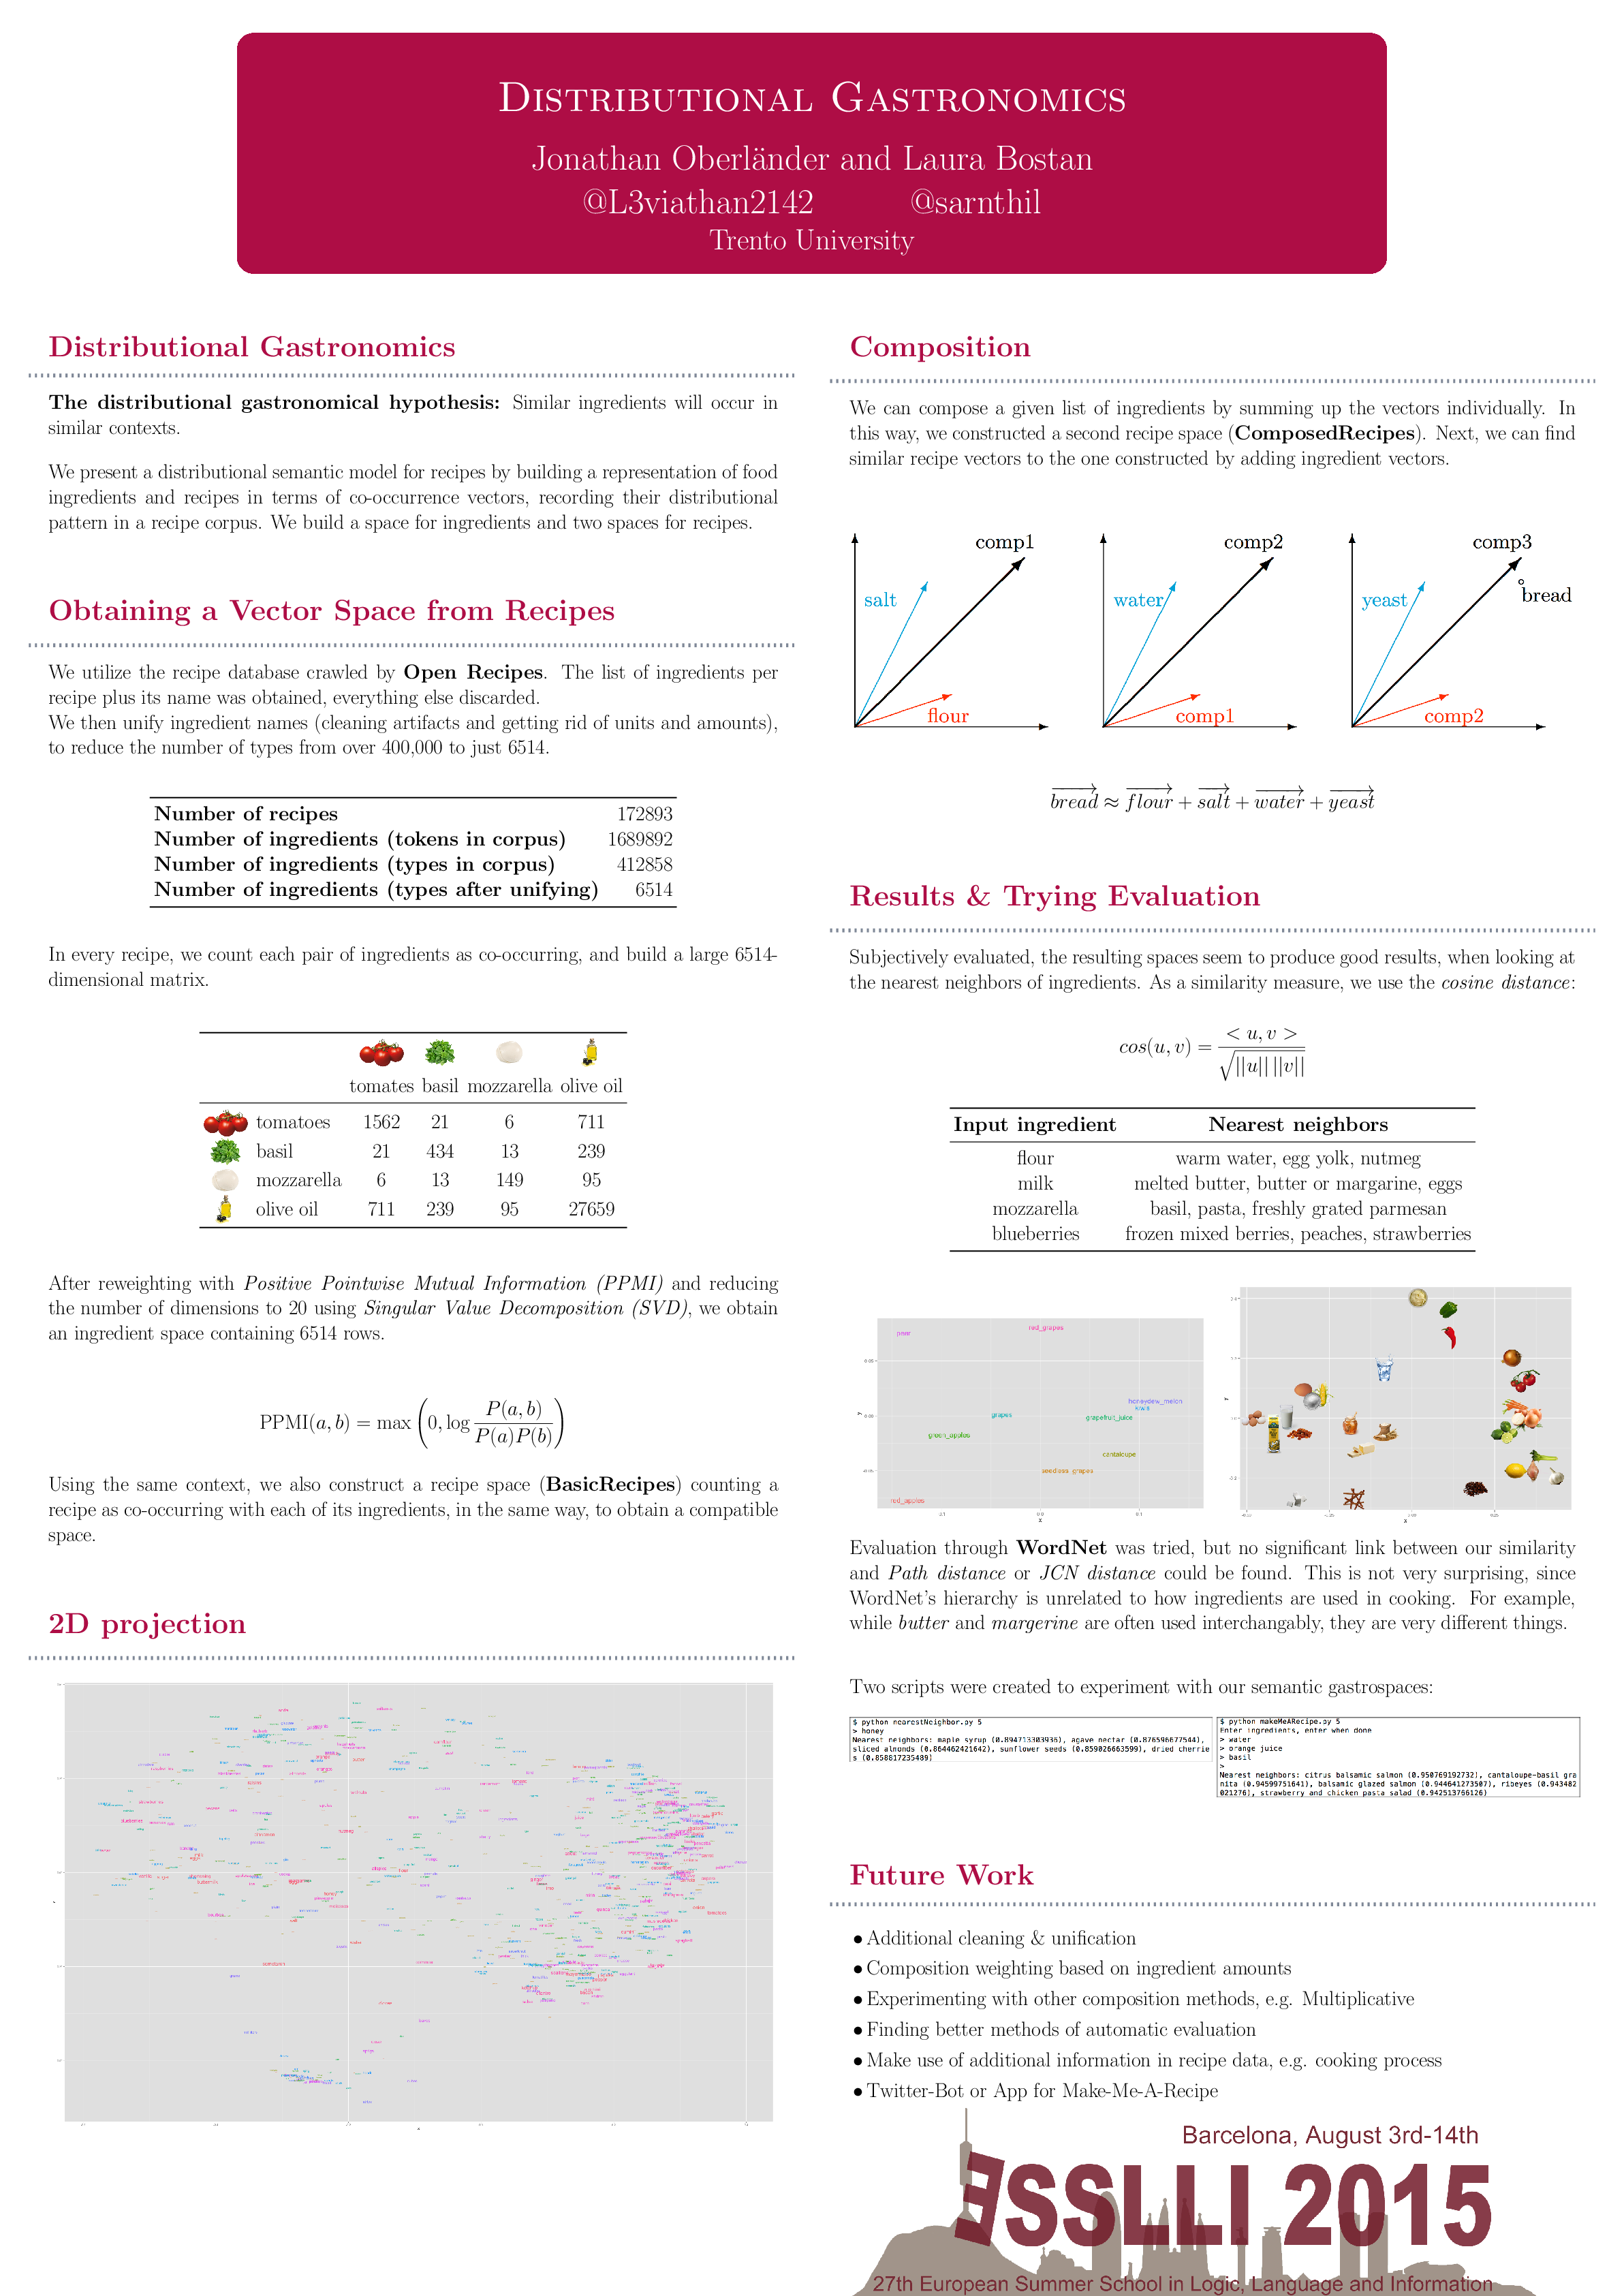 Distributional Gastronomics
Jonathan Oberländer and Laura Bostan
@L3viathan2142 @sarnthil
Trento University
Distributional Gastronomics
The distributional gastronomical hypothesis: Similar ingredients will occur in
similar contexts.
We present a distributional semantic model for recipes by building a representation of food
ingredients and recipes in terms of co-occurrence vectors, recording their distributional
pattern in a recipe corpus. We build a space for ingredients and two spaces for recipes.
Obtaining a Vector Space from Recipes
We utilize the recipe database crawled by Open Recipes. The list of ingredients per
recipe plus its name was obtained, everything else discarded.
We then unify ingredient names (cleaning artifacts and getting rid of units and amounts),
to reduce the number of types from over 400,000 to just 6514.
Number of recipes 172893
Number of ingredients (tokens in corpus) 1689892
Number of ingredients (types in corpus) 412858
Number of ingredients (types after unifying) 6514
In every recipe, we count each pair of ingredients as co-occurring, and build a large 6514-
dimensional matrix.
tomates basil mozzarella olive oil
tomatoes 1562 21 6 711
basil 21 434 13 239
mozzarella 6 13 149 95
olive oil 711 239 95 27659
After reweighting with Positive Pointwise Mutual Information (PPMI) and reducing
the number of dimensions to 20 using Singular Value Decomposition (SVD), we obtain
an ingredient space containing 6514 rows.
PPMI(a, b) = max (0, log P(a, b) / P(a)P(b))
Using the same context, we also construct a recipe space (BasicRecipes) counting a
recipe as co-occurring with each of its ingredients, in the same way, to obtain a compatible
space.
2D projection
Composition
We can compose a given list of ingredients by summing up the vectors individually. In
this way, we constructed a second recipe space (ComposedRecipes). Next, we can find
similar recipe vectors to the one constructed by adding ingredient vectors.
comp1 comp2 comp3
salt water yeast bread
flour comp1 comp2
bread ≈ flour + salt + water + yeast
Results & Trying Evaluation
Subjectively evaluated, the resulting spaces seem to produce good results, when looking at
the nearest neighbors of ingredients. As a similarity measure, we use the cosine distance:
cos(u, v) = < u, v > / √||u|| ||v||
Input ingredient Nearest neighbors
flour warm water, egg yolk, nutmeg
milk melted butter, butter or margarine, eggs
mozzarella basil, pasta, freshly grated parmesan
blueberries frozen mixed berries, peaches, strawberries
pear
red_grapes
honeydew_melon
kiwis
grapes
grapefruit_juice
green_apples
cantaloupe
seedless_grapes
red_apples
Evaluation through WordNet was tried, but no significant link between our similarity
and Path distance or JCN distance could be found. This is not very surprising, since
WordNet's hierarchy is unrelated to how ingredients are used in cooking. For example,
while butter and margerine are often used interchangably, they are very different things.
Two scripts were created to experiment with our semantic gastrospaces:
$ python nearestNeighbor.py 5
> honey
Nearest neighbors: maple syrup (0.894713303936), agave nectar (0.876596677544),
sliced almonds (0.864462421642), sunflower seeds (0.859026663599), dried cherrie
s (0.858817235489)
$ python makeMeARecipe.py 5
Enter ingredients, enter when done
> water
> orange juice
> basil
>
Nearest neighbors: citrus balsamic salmon (0.950769192732), cantaloupe-basil gra
nita (0.94599751641), balsamic glazed salmon (0.944641273507), ribeyes (0.943482
021276), strawberry and chicken pasta salad (0.942513766126)
Future Work
• Additional cleaning & unification
• Composition weighting based on ingredient amounts
• Experimenting with other composition methods, e.g. Multiplicative
• Finding better methods of automatic evaluation
• Make use of additional information in recipe data, e.g. cooking process
• Twitter-Bot or App for Make-Me-A-Recipe
Barcelona, August 3rd-14th
ESSLLI 2015
27th European Summer School in Logic, Language and Information